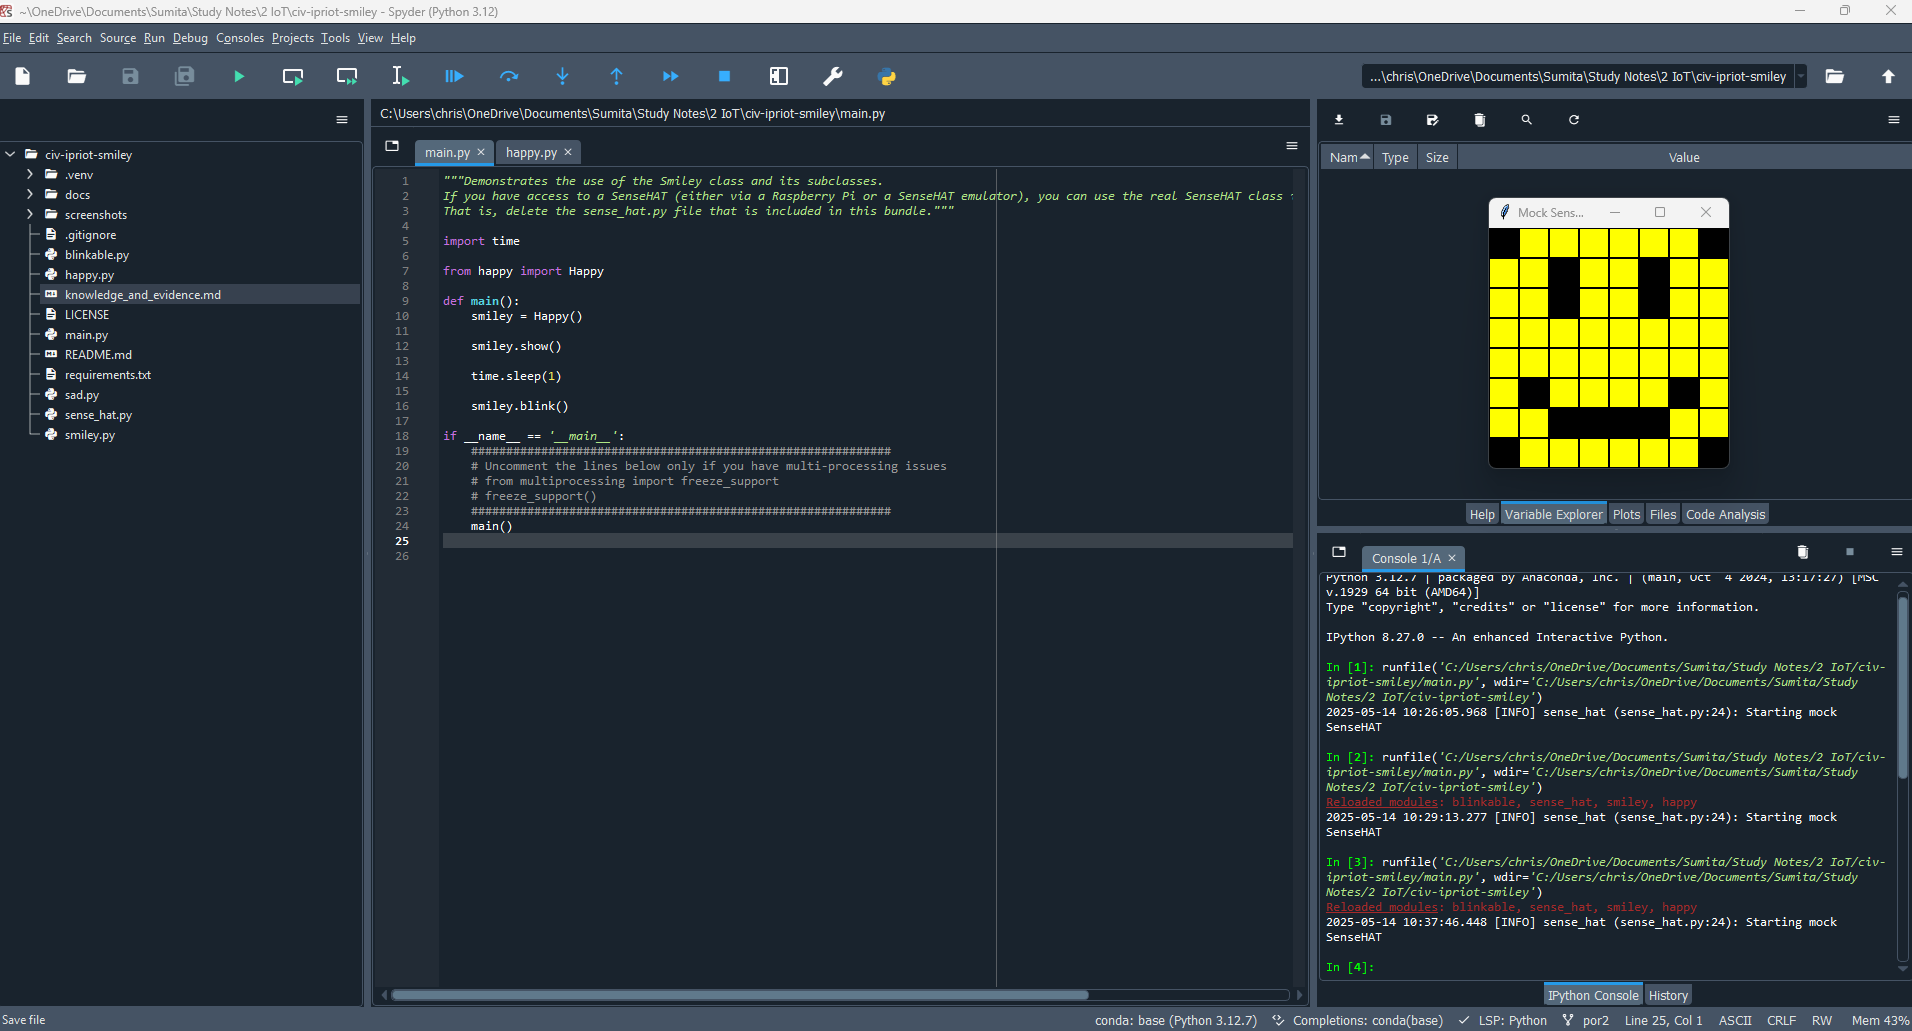 ~\OneDrive\Documents\Sumita\Study Notes\2 IoT\civ-ipriot-smiley - Spyder (Python 3.12)
File Edit Search Source Run Debug Consoles Projects Tools View Help
...\chris\OneDrive\Documents\Sumita\Study Notes\2 IoT\civ-ipriot-smiley
civ-ipriot-smiley
.venv
docs
screenshots
.gitignore
blinkable.py
happy.py
knowledge_and_evidence.md
LICENSE
main.py
README.md
requirements.txt
sad.py
sense_hat.py
smiley.py
C:\Users\chris\OneDrive\Documents\Sumita\Study Notes\2 IoT\civ-ipriot-smiley\main.py
main.py happy.py
1 """Demonstrates the use of the Smiley class and its subclasses.
2 If you have access to a SenseHAT (either via a Raspberry Pi or a SenseHAT emulator), you can use the real SenseHAT class
3 That is, delete the sense_hat.py file that is included in this bundle."""
4
5 import time
6
7 from happy import Happy
8
9 def main():
10 smiley = Happy()
11
12 smiley.show()
13
14 time.sleep(1)
15
16 smiley.blink()
17
18 if __name__ == '__main__':
19 ############################################################
20 # Uncomment the lines below only if you have multi-processing issues
21 # from multiprocessing import freeze_support
22 # freeze_support()
23 ############################################################
24 main()
25
26
Nam Type Size Value
Mock Sens...
Help Variable Explorer Plots Files Code Analysis
Console 1/A
Python 3.12.7 | packaged by Anaconda, Inc. | (main, Oct 4 2024, 13:17:27) [MSC
v.1929 64 bit (AMD64)]
Type "copyright", "credits" or "license" for more information.
IPython 8.27.0 -- An enhanced Interactive Python.
In [1]: runfile('C:/Users/chris/OneDrive/Documents/Sumita/Study Notes/2 IoT/civ-
ipriot-smiley/main.py', wdir='C:/Users/chris/OneDrive/Documents/Sumita/Study
Notes/2 IoT/civ-ipriot-smiley')
2025-05-14 10:26:05.968 [INFO] sense_hat (sense_hat.py:24): Starting mock
SenseHAT
In [2]: runfile('C:/Users/chris/OneDrive/Documents/Sumita/Study Notes/2 IoT/civ-
ipriot-smiley/main.py', wdir='C:/Users/chris/OneDrive/Documents/Sumita/Study
Notes/2 IoT/civ-ipriot-smiley')
Reloaded modules: blinkable, sense_hat, smiley, happy
2025-05-14 10:29:13.277 [INFO] sense_hat (sense_hat.py:24): Starting mock
SenseHAT
In [3]: runfile('C:/Users/chris/OneDrive/Documents/Sumita/Study Notes/2 IoT/civ-
ipriot-smiley/main.py', wdir='C:/Users/chris/OneDrive/Documents/Sumita/Study
Notes/2 IoT/civ-ipriot-smiley')
Reloaded modules: blinkable, sense_hat, smiley, happy
2025-05-14 10:37:46.448 [INFO] sense_hat (sense_hat.py:24): Starting mock
SenseHAT
In [4]:
IPython Console History
Save file
conda: base (Python 3.12.7) Completions: conda(base) LSP: Python por2 Line 25, Col 1 ASCII CRLF RW Mem 43%